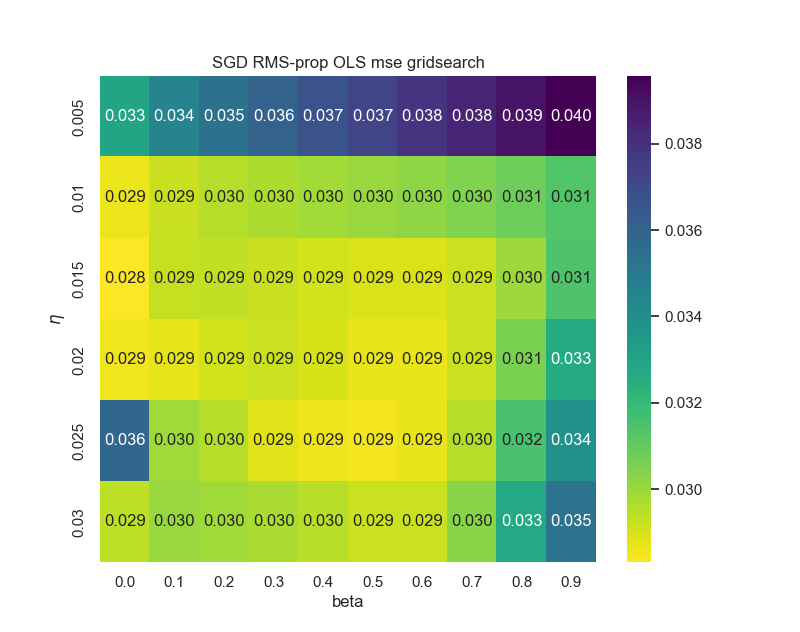 SGD RMS-prop OLS mse gridsearch
0.005 0.033 0.034 0.035 0.036 0.037 0.037 0.038 0.038 0.039 0.040
0.01 0.029 0.029 0.030 0.030 0.030 0.030 0.030 0.030 0.031 0.031
0.015 0.028 0.029 0.029 0.029 0.029 0.029 0.029 0.029 0.030 0.031
0.02 0.029 0.029 0.029 0.029 0.029 0.029 0.029 0.029 0.031 0.033
0.025 0.036 0.030 0.030 0.029 0.029 0.029 0.029 0.030 0.032 0.034
0.03 0.029 0.030 0.030 0.030 0.030 0.029 0.029 0.030 0.033 0.035
η
0.0 0.1 0.2 0.3 0.4 0.5 0.6 0.7 0.8 0.9
beta
0.038
0.036
0.034
0.032
0.030